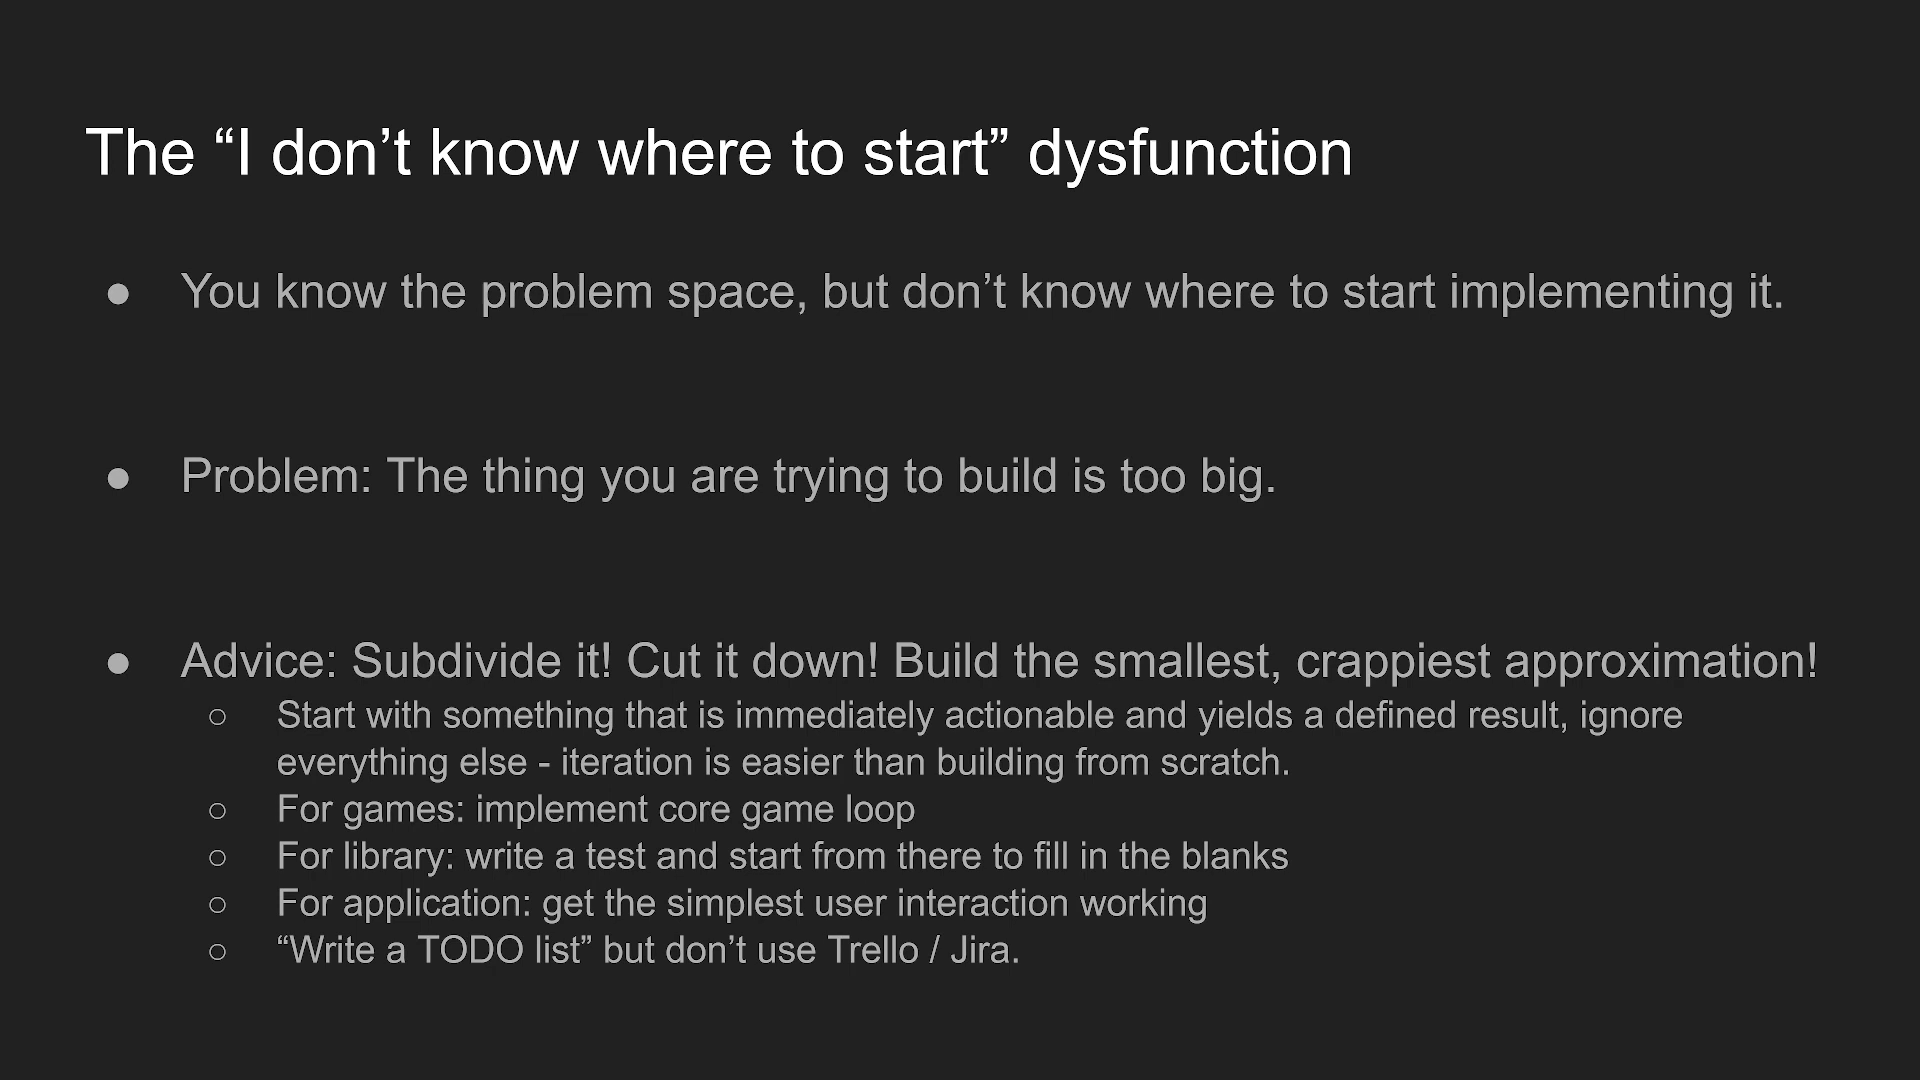 The “I don’t know where to start” dysfunction
● You know the problem space, but don’t know where to start implementing it.
● Problem: The thing you are trying to build is too big.
● Advice: Subdivide it! Cut it down! Build the smallest, crappiest approximation!
○ Start with something that is immediately actionable and yields a defined result, ignore
everything else - iteration is easier than building from scratch.
○ For games: implement core game loop
○ For library: write a test and start from there to fill in the blanks
○ For application: get the simplest user interaction working
○ “Write a TODO list” but don’t use Trello / Jira.